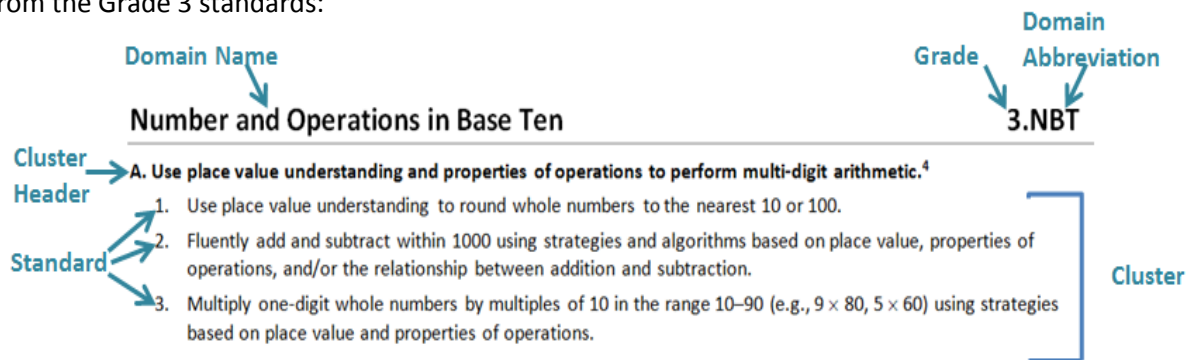 rom the Grade 3 standards:
Domain
Domain Name
Grade
Abbreviation
Number and Operations in Base Ten
3.NBT
Cluster
Header
A. Use place value understanding and properties of operations to perform multi-digit arithmetic.⁴
1. Use place value understanding to round whole numbers to the nearest 10 or 100.
2. Fluently add and subtract within 1000 using strategies and algorithms based on place value, properties of
operations, and/or the relationship between addition and subtraction.
Standard
Cluster
3. Multiply one-digit whole numbers by multiples of 10 in the range 10–90 (e.g., 9 × 80, 5 × 60) using strategies
based on place value and properties of operations.